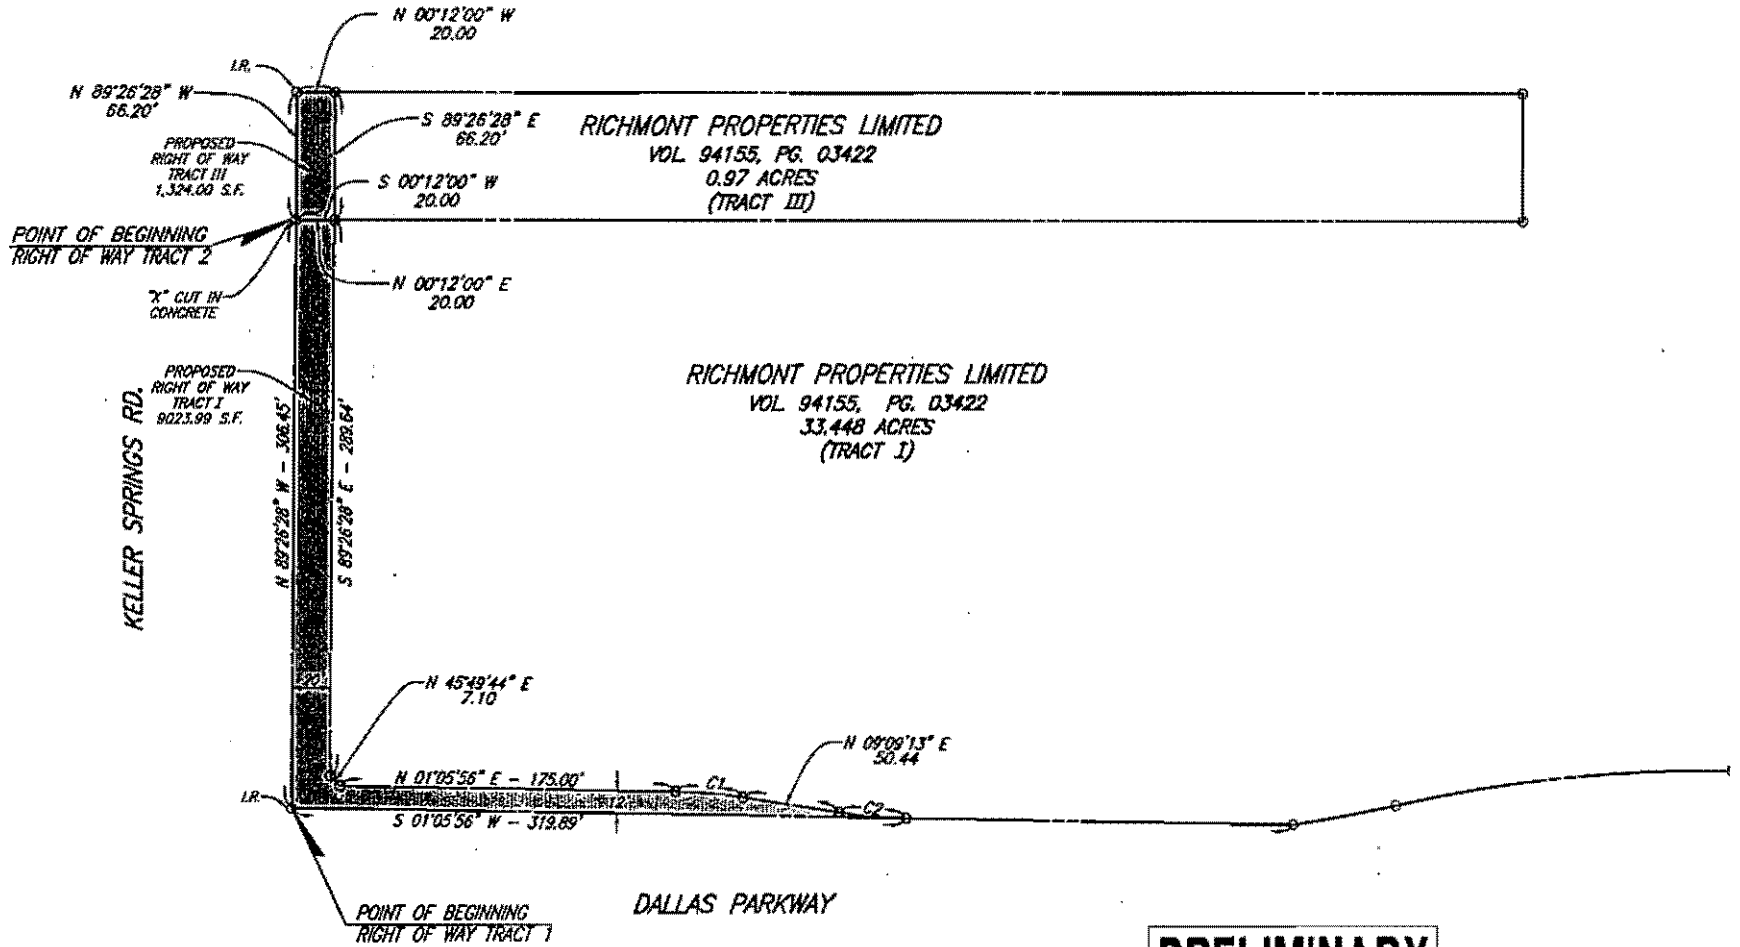 N 00°12'00" W
20.00
I.R.
N 89°26'28" W
66.20'
S 89°26'28" E
66.20'
PROPOSED
RIGHT OF WAY
TRACT III
1,324.00 S.F.
RICHMONT PROPERTIES LIMITED
VOL. 94155, PG. 03422
0.97 ACRES
(TRACT III)
S 00°12'00" W
20.00
POINT OF BEGINNING
RIGHT OF WAY TRACT 2
"X" CUT IN
CONCRETE
N 00°12'00" E
20.00
PROPOSED
RIGHT OF WAY
TRACT I
9023.99 S.F.
RICHMONT PROPERTIES LIMITED
VOL. 94155, PG. 03422
33.448 ACRES
(TRACT I)
KELLER SPRINGS RD.
N 89°26'28" W - 306.45'
S 89°26'28" E - 289.64'
20
N 45°49'44" E
7.10
N 09°09'13" E
50.44
N 01°05'56" E - 175.00'
C1
12
C2
I.R.
S 01°05'56" W - 319.89'
POINT OF BEGINNING
RIGHT OF WAY TRACT 1
DALLAS PARKWAY
PRELIMINARY